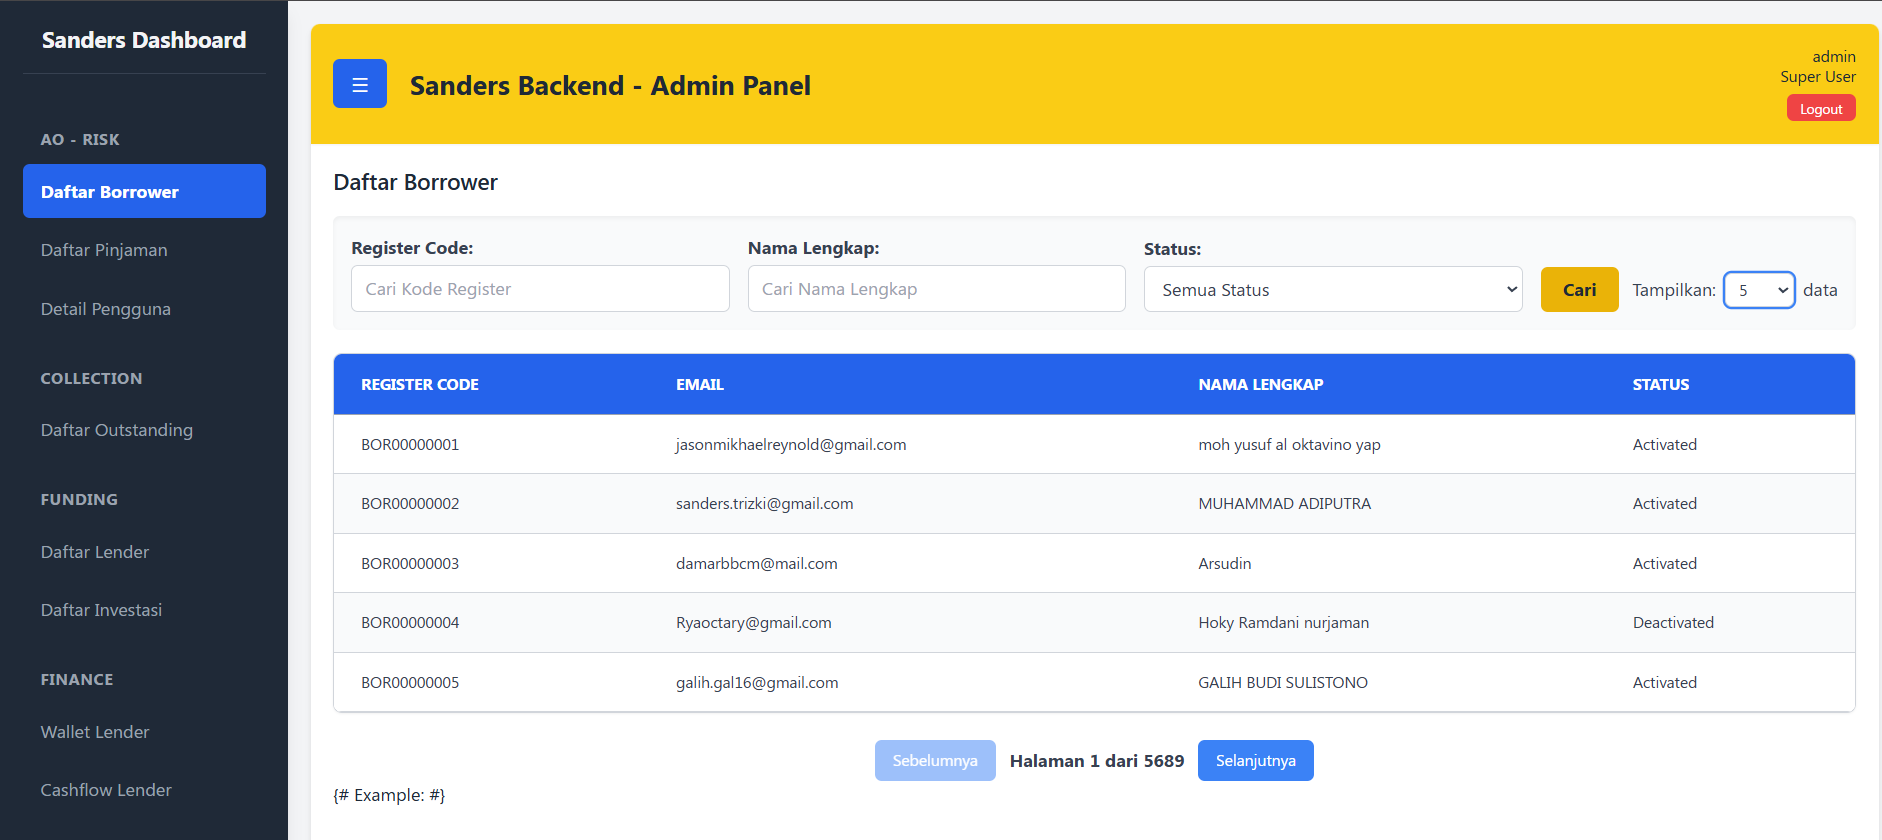 Sanders Dashboard
AO - RISK
Daftar Borrower
Daftar Pinjaman
Detail Pengguna
COLLECTION
Daftar Outstanding
FUNDING
Daftar Lender
Daftar Investasi
FINANCE
Wallet Lender
Cashflow Lender
☰ Sanders Backend - Admin Panel
admin
Super User
Logout
Daftar Borrower
Register Code: Nama Lengkap: Status:
Cari Kode Register Cari Nama Lengkap Semua Status Cari Tampilkan: 5 data
REGISTER CODE EMAIL NAMA LENGKAP STATUS
BOR00000001 jasonmikhaelreynold@gmail.com moh yusuf al oktavino yap Activated
BOR00000002 sanders.trizki@gmail.com MUHAMMAD ADIPUTRA Activated
BOR00000003 damarbbcm@mail.com Arsudin Activated
BOR00000004 Ryaoctary@gmail.com Hoky Ramdani nurjaman Deactivated
BOR00000005 galih.gal16@gmail.com GALIH BUDI SULISTONO Activated
Sebelumnya Halaman 1 dari 5689 Selanjutnya
{# Example: #}